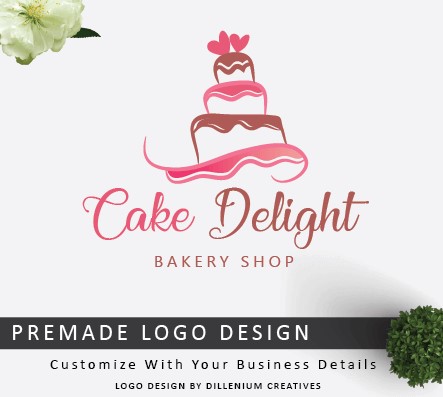 Cake Delight
BAKERY SHOP
PREMADE LOGO DESIGN
Customize With Your Business Details
LOGO DESIGN BY DILLENIUM CREATIVES